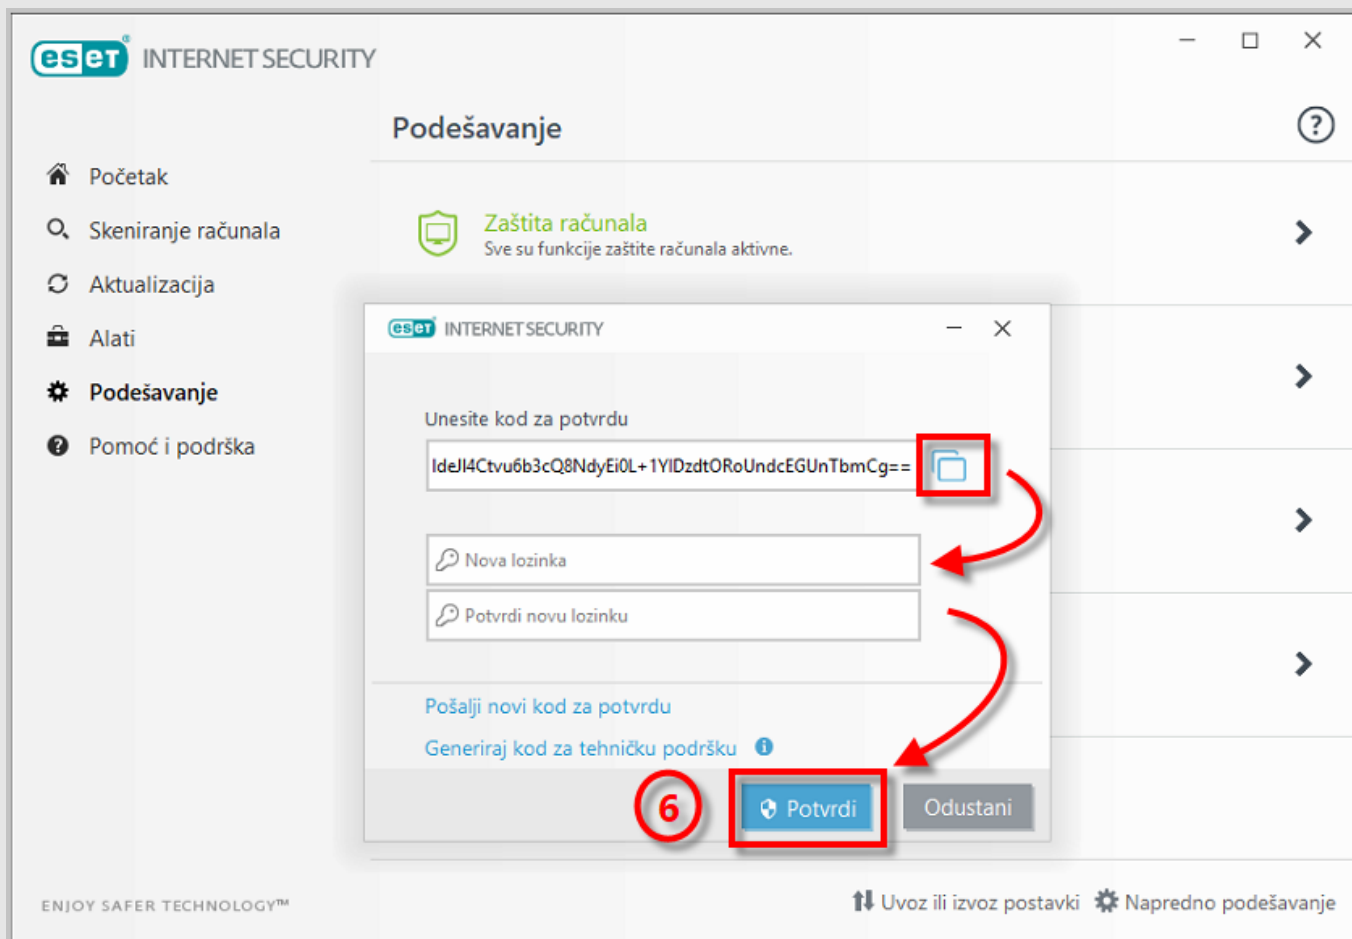 eset® INTERNET SECURITY
Podešavanje
Početak
Skeniranje računala
Aktualizacija
Alati
Podešavanje
Pomoć i podrška
Zaštita računala
Sve su funkcije zaštite računala aktivne.
eset INTERNET SECURITY
Unesite kod za potvrdu
IdeJI4Ctvu6b3cQ8NdyEi0L+1YIDzdtORoUndcEGUnTbmCg==
Nova lozinka
Potvrdi novu lozinku
Pošalji novi kod za potvrdu
Generiraj kod za tehničku podršku
6
Potvrdi
Odustani
ENJOY SAFER TECHNOLOGY™
Uvoz ili izvoz postavki
Napredno podešavanje